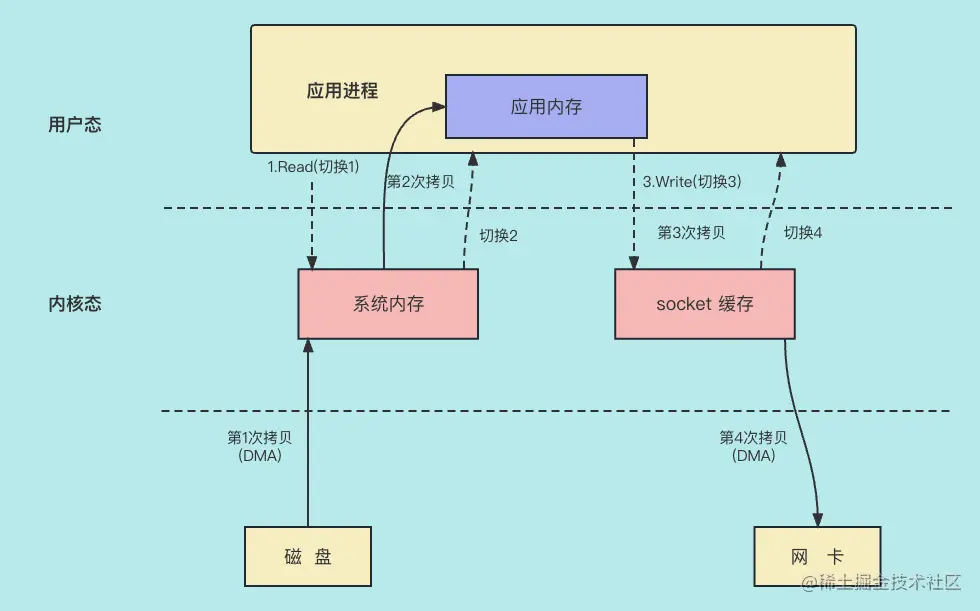 应用进程
应用内存
用户态
1.Read(切换1)
第2次拷贝
3.Write(切换3)
切换2
第3次拷贝
切换4
内核态
系统内存
socket 缓存
第1次拷贝
(DMA)
第4次拷贝
(DMA)
磁 盘
网 卡
@稀土掘金技术社区